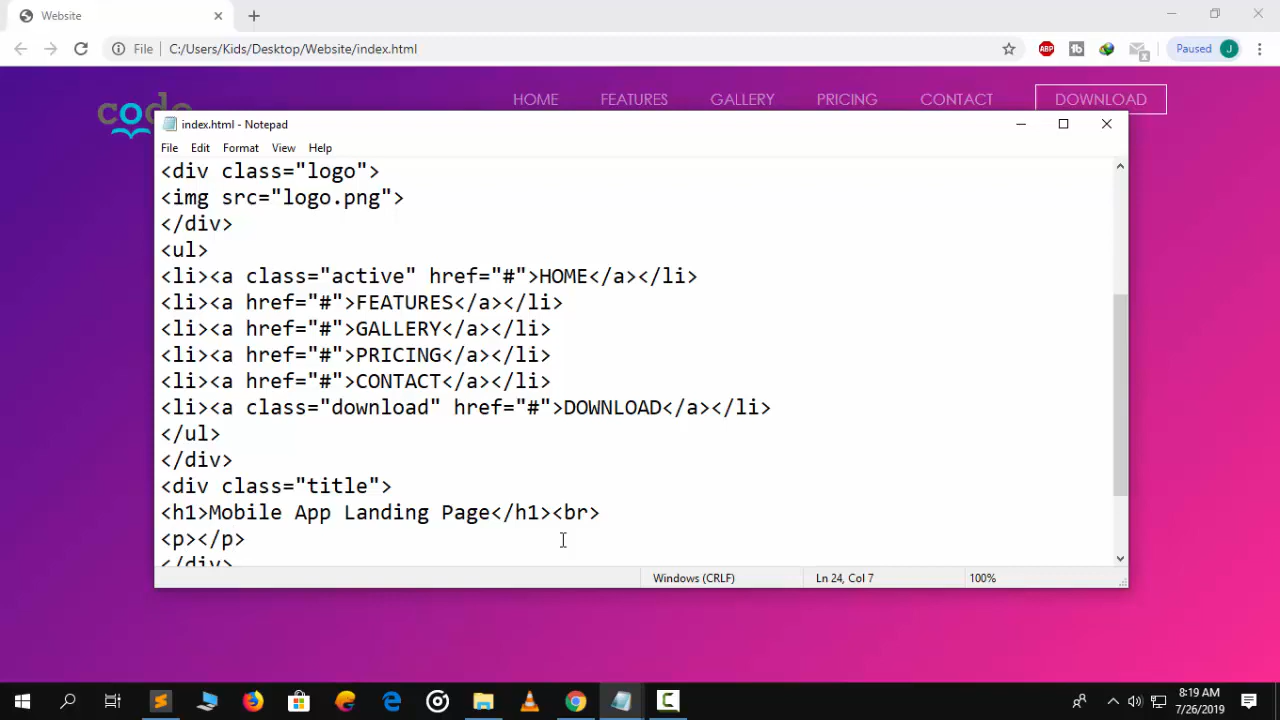 Website
File
C:/Users/Kids/Desktop/Website/index.html
ABP
Paused
J
code
HOME
FEATURES
GALLERY
PRICING
CONTACT
DOWNLOAD
index.html - Notepad
File Edit Format View Help
<div class="logo">
<img src="logo.png">
</div>
<ul>
<li><a class="active" href="#">HOME</a></li>
<li><a href="#">FEATURES</a></li>
<li><a href="#">GALLERY</a></li>
<li><a href="#">PRICING</a></li>
<li><a href="#">CONTACT</a></li>
<li><a class="download" href="#">DOWNLOAD</a></li>
</ul>
</div>
<div class="title">
<h1>Mobile App Landing Page</h1><br>
<p></p>
</div>
Windows (CRLF)
Ln 24, Col 7
100%
8:19 AM
7/26/2019